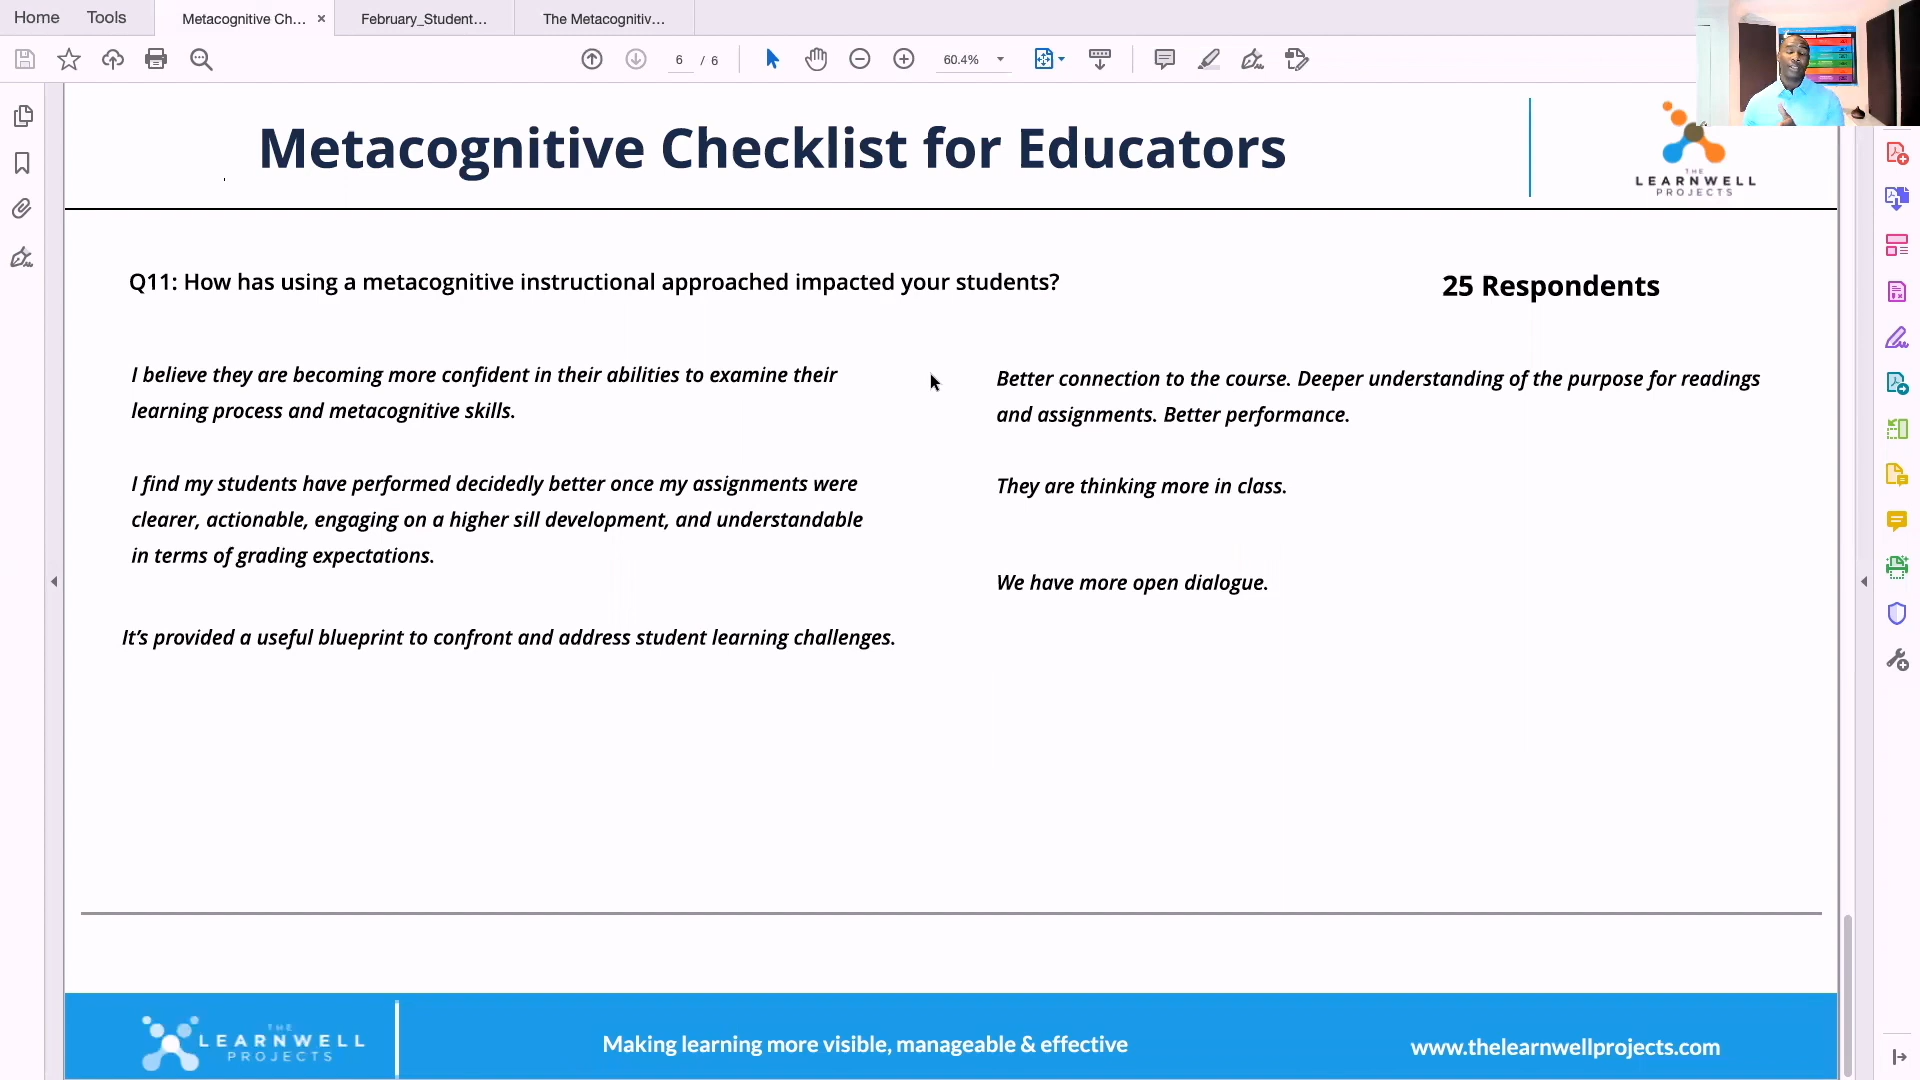 Home Tools Metacognitive Ch... × February_Student... The Metacognitiv...
6 / 6 60.4%
Metacognitive Checklist for Educators
THE
LEARNWELL
PROJECTS
Q11: How has using a metacognitive instructional approached impacted your students?
25 Respondents
I believe they are becoming more confident in their abilities to examine their
learning process and metacognitive skills.
I find my students have performed decidedly better once my assignments were
clearer, actionable, engaging on a higher sill development, and understandable
in terms of grading expectations.
It’s provided a useful blueprint to confront and address student learning challenges.
Better connection to the course. Deeper understanding of the purpose for readings
and assignments. Better performance.
They are thinking more in class.
We have more open dialogue.
THE
LEARNWELL
PROJECTS
Making learning more visible, manageable & effective
www.thelearnwellprojects.com